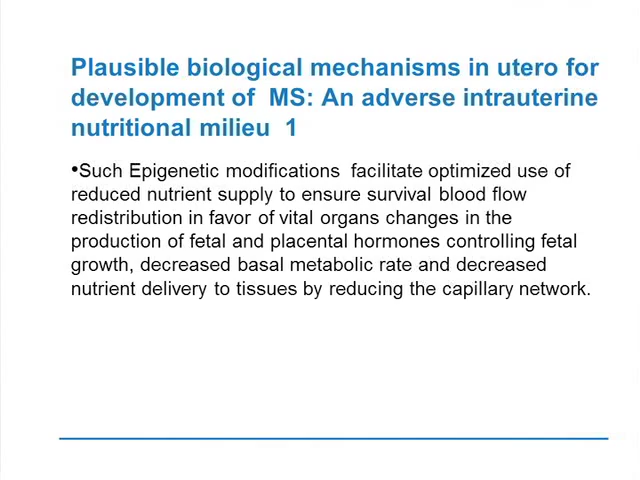 Plausible biological mechanisms in utero for
development of  MS: An adverse intrauterine
nutritional milieu  1
•Such Epigenetic modifications  facilitate optimized use of
reduced nutrient supply to ensure survival blood flow
redistribution in favor of vital organs changes in the
production of fetal and placental hormones controlling fetal
growth, decreased basal metabolic rate and decreased
nutrient delivery to tissues by reducing the capillary network.